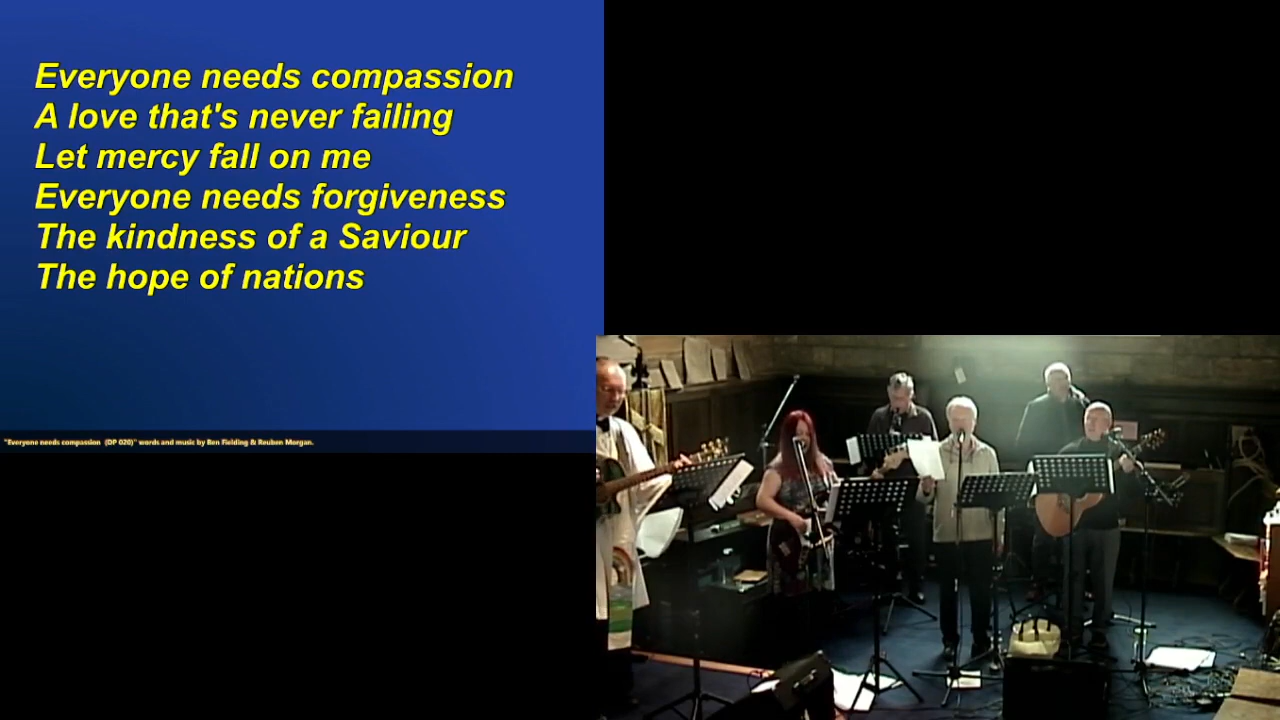 Everyone needs compassion
A love that's never failing
Let mercy fall on me
Everyone needs forgiveness
The kindness of a Saviour
The hope of nations
"Everyone needs compassion (DP 020)" words and music by Ben Fielding & Reuben Morgan.